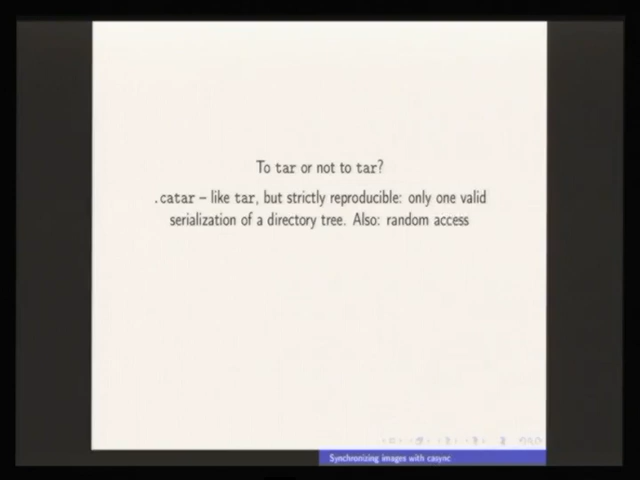 To tar or not to tar?
.catar – like tar, but strictly reproducible: only one valid
serialization of a directory tree. Also: random access
Synchronizing images with casync